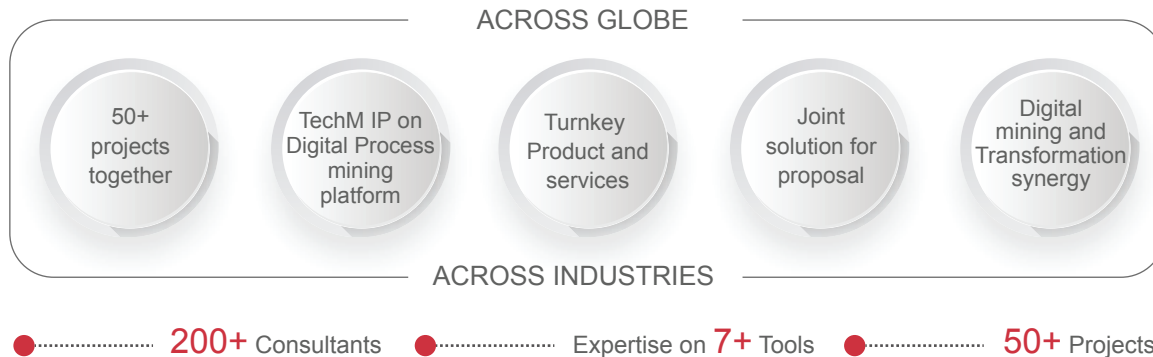 ACROSS GLOBE
50+
projects
together
TechM IP on
Digital Process
mining
platform
Turnkey
Product and
services
Joint
solution for
proposal
Digital
mining and
Transformation
synergy
ACROSS INDUSTRIES
200+ Consultants
Expertise on 7+ Tools
50+ Projects